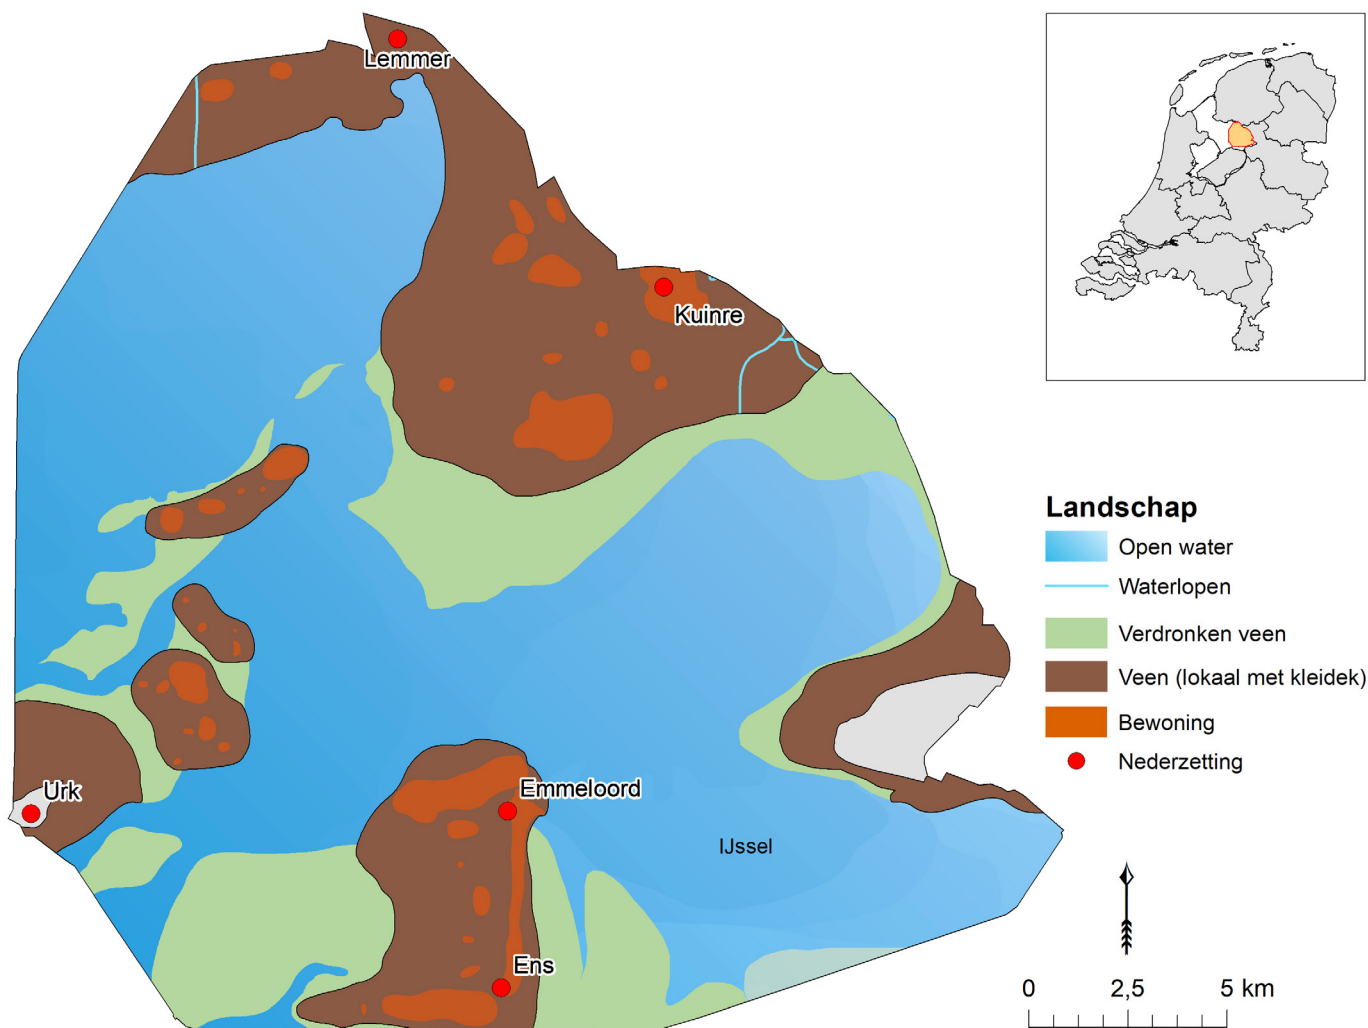 Lemmer
Kuinre
Urk
Emmeloord
IJssel
Ens
Landschap
Open water
Waterlopen
Verdronken veen
Veen (lokaal met kleidek)
Bewoning
Nederzetting
0 2,5 5 km